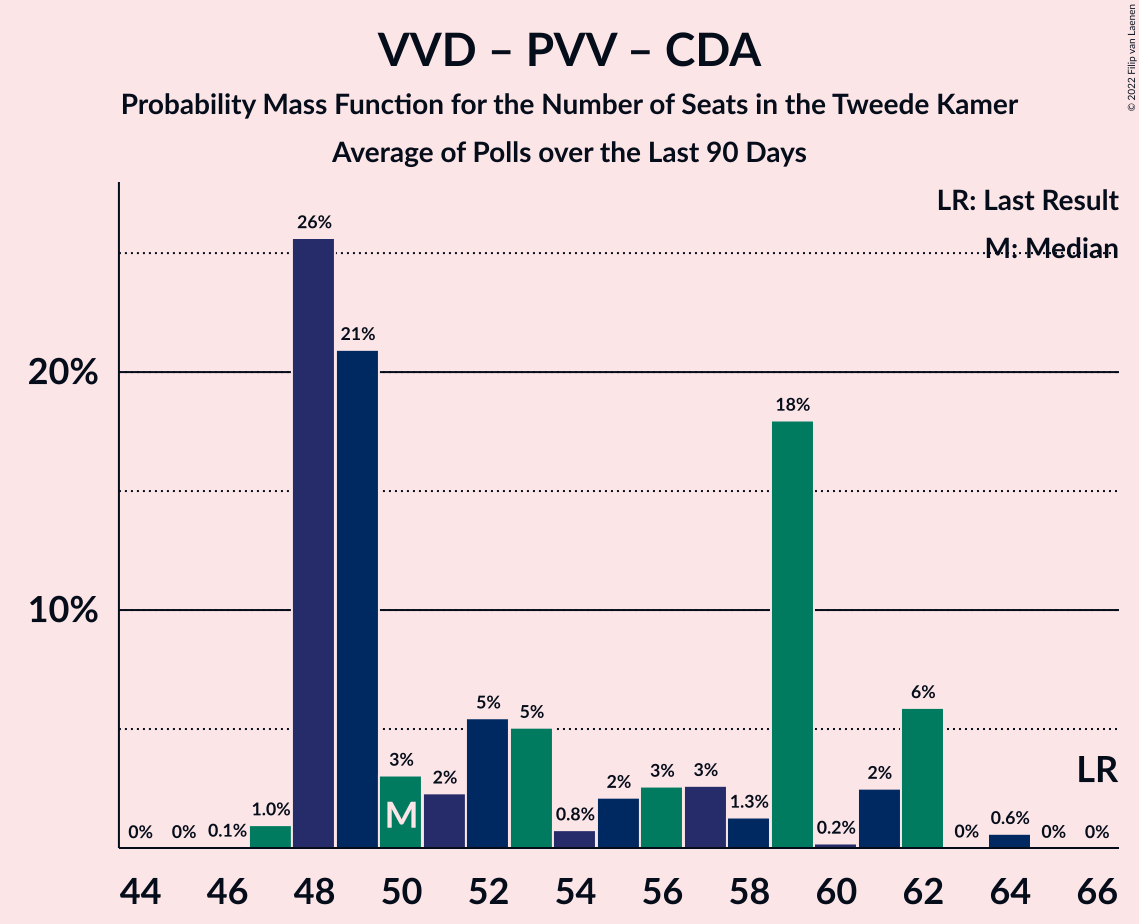 VVD – PVV – CDA
Probability Mass Function for the Number of Seats in the Tweede Kamer
Average of Polls over the Last 90 Days
© 2022 Filip van Laenen
LR: Last Result
M: Median
26%
21%
20%
18%
10%
6%
5%
5%
3%
2%
0.8%
2%
3%
3%
1.3%
0.2%
2%
0%
0.6%
0%
0%
0%
0%
0.1%
1.0%
M
LR
44 46 48 50 52 54 56 58 60 62 64 66